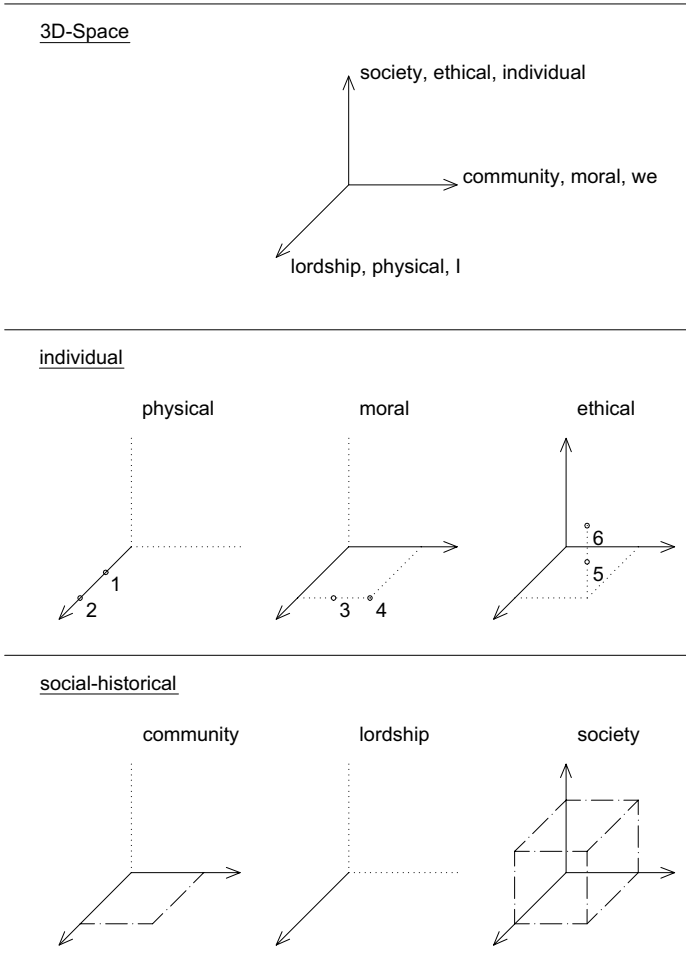 3D-Space
society, ethical, individual
community, moral, we
lordship, physical, I
individual
physical moral ethical
6
5
1
2
3 4
social-historical
community lordship society